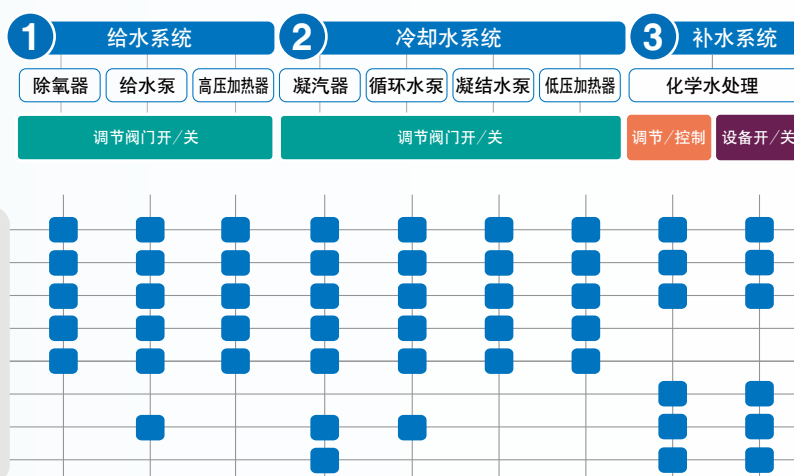 1 给水系统 2 冷却水系统 3 补水系统
除氧器 给水泵 高压加热器 凝汽器 循环水泵 凝结水泵 低压加热器 化学水处理
调节阀门开/关 调节阀门开/关 调节/控制 设备开/关